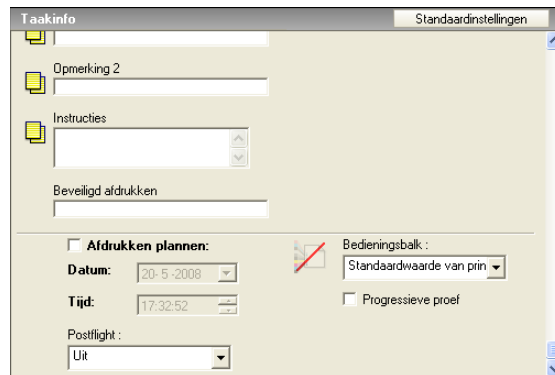 Taakinfo
Standaardinstellingen
Opmerking 2
Instructies
Beveiligd afdrukken
Afdrukken plannen:
Datum:
20- 5 -2008
Tijd:
17:32:52
Postflight :
Uit
Bedieningsbalk :
Standaardwaarde van prin
Progressieve proef